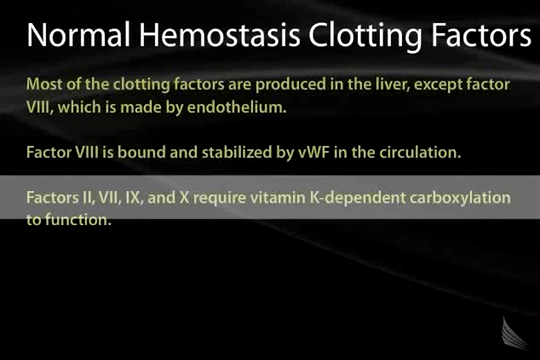 Normal Hemostasis Clotting Factors
Most of the clotting factors are produced in the liver, except factor
VIII, which is made by endothelium.
Factor VIII is bound and stabilized by vWF in the circulation.
Factors II, VII, IX, and X require vitamin K-dependent carboxylation
to function.